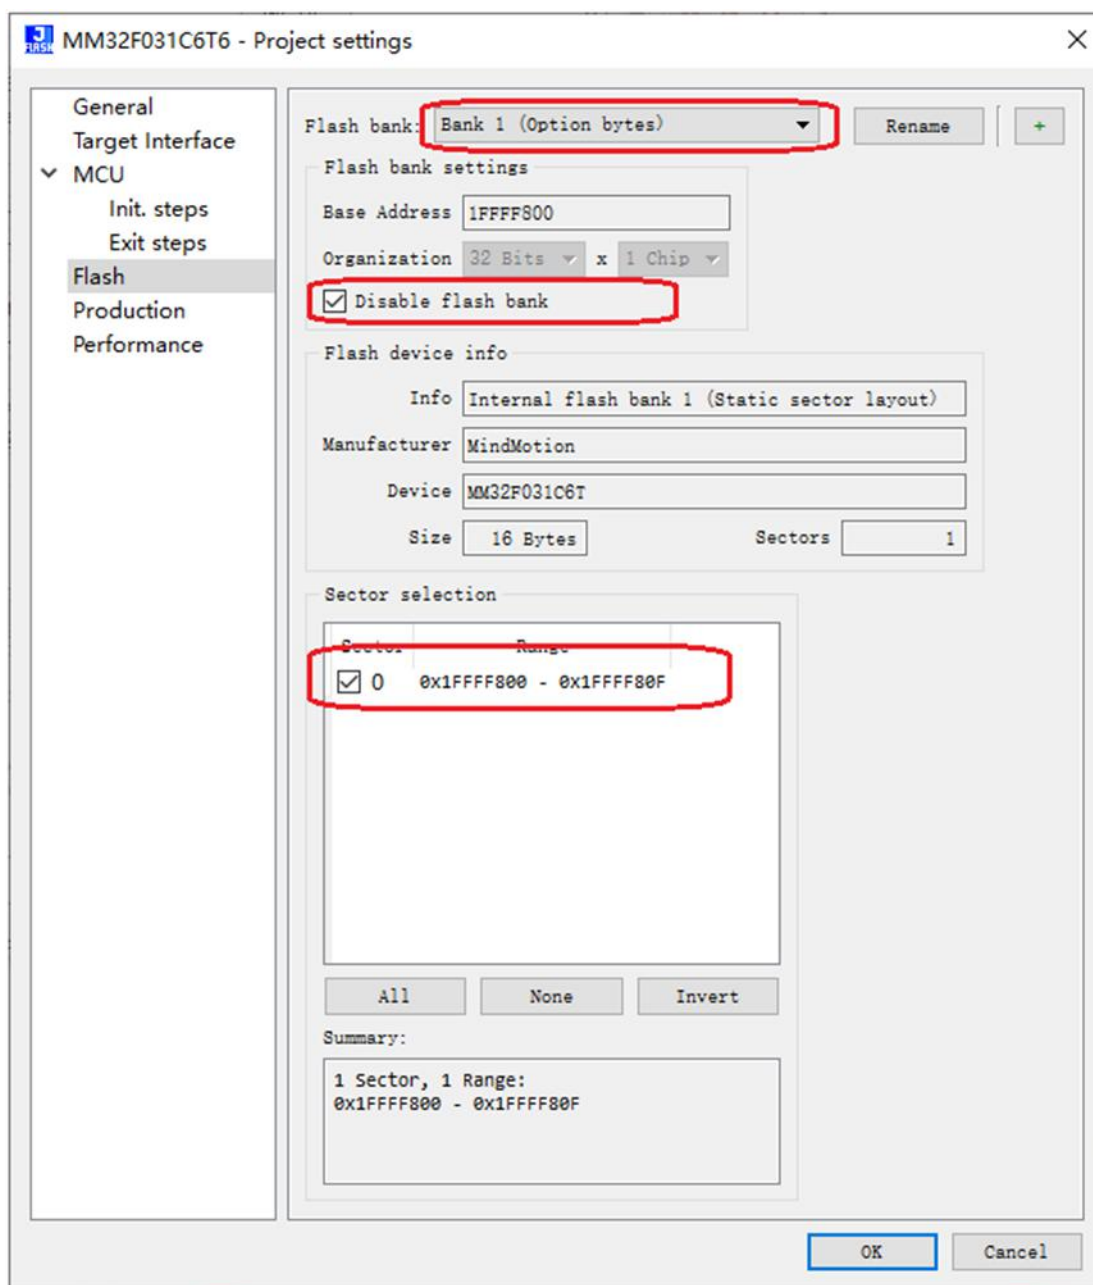 J
FLASH
MM32F031C6T6 - Project settings
General
Target Interface
MCU
Init. steps
Exit steps
Flash
Production
Performance
Flash bank: Bank 1 (Option bytes) Rename +
Flash bank settings
Base Address 1FFFF800
Organization 32 Bits x 1 Chip
Disable flash bank
Flash device info
Info Internal flash bank 1 (Static sector layout)
Manufacturer MindMotion
Device MM32F031C6T
Size 16 Bytes Sectors 1
Sector selection
Sector Range
0 0x1FFFF800 - 0x1FFFF80F
All None Invert
Summary:
1 Sector, 1 Range:
0x1FFFF800 - 0x1FFFF80F
OK Cancel